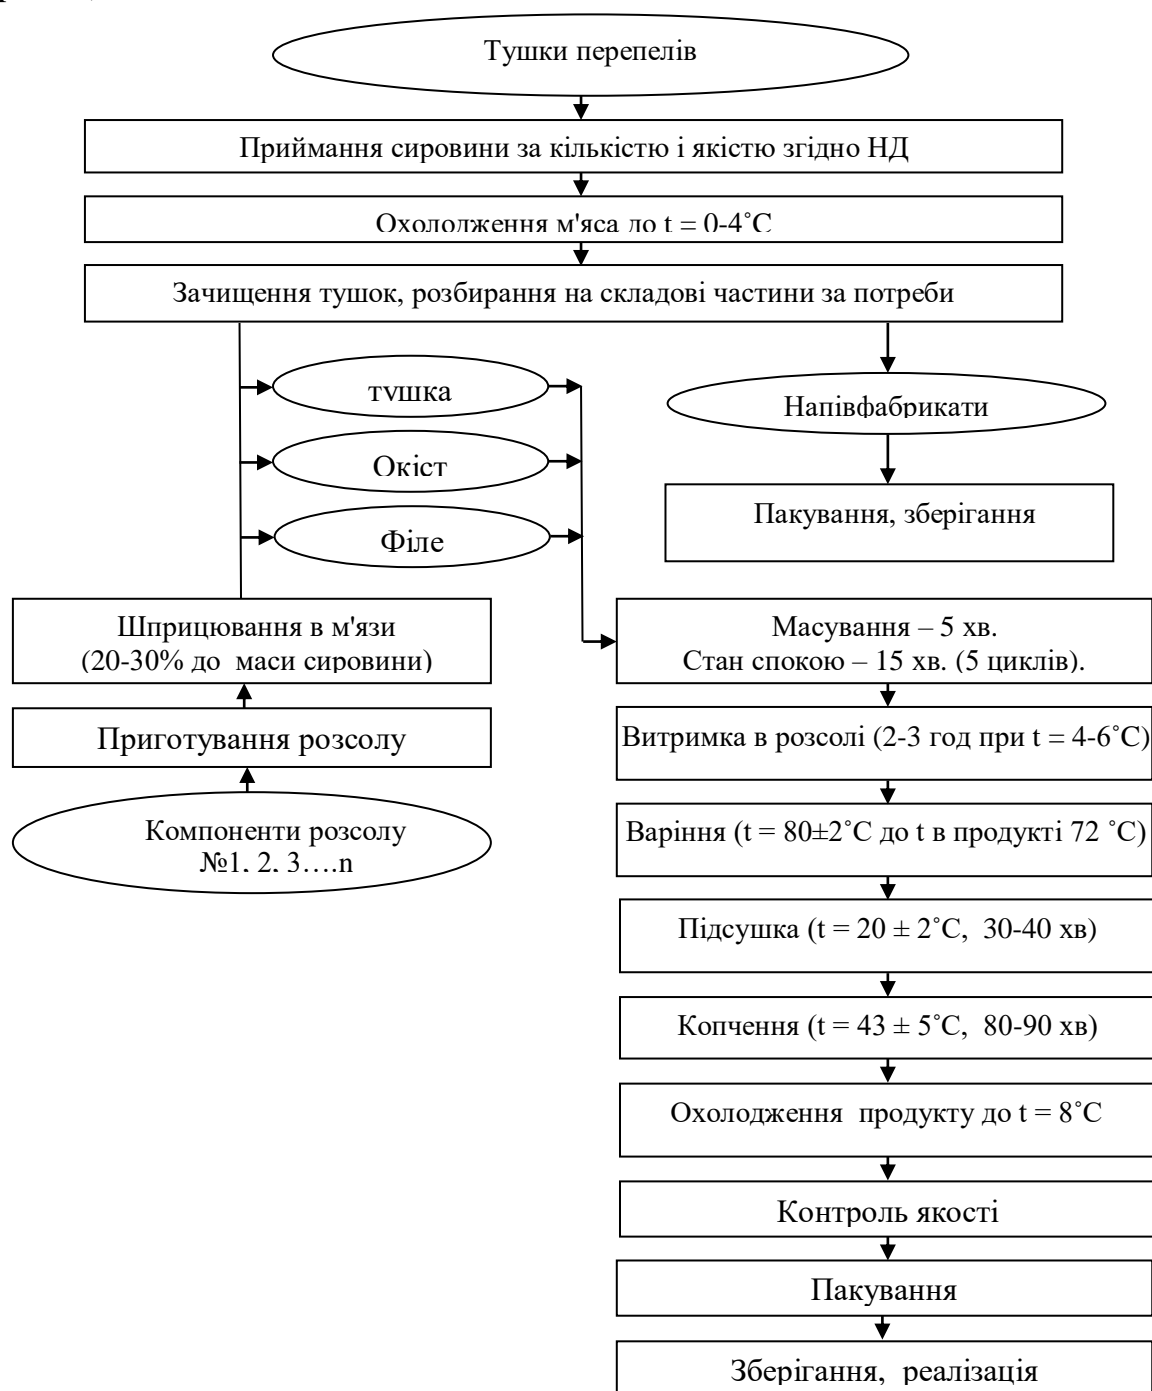 Тушки перепелів
Приймання сировини за кількістю і якістю згідно НД
Охолодження м'яса до t = 0-4˚С
Зачищення тушок, розбирання на складові частини за потреби
тушка
Окіст
Філе
Напівфабрикати
Пакування, зберігання
Шприцювання в м'язи
(20-30% до маси сировини)
Приготування розсолу
Компоненти розсолу
№1, 2, 3….n
Масування – 5 хв.
Стан спокою – 15 хв. (5 циклів).
Витримка в розсолі (2-3 год при t = 4-6˚С)
Варіння (t = 80±2˚С до t в продукті 72 ˚С)
Підсушка (t = 20 ± 2˚С, 30-40 хв)
Копчення (t = 43 ± 5˚С, 80-90 хв)
Охолодження продукту до t = 8˚С
Контроль якості
Пакування
Зберігання, реалізація